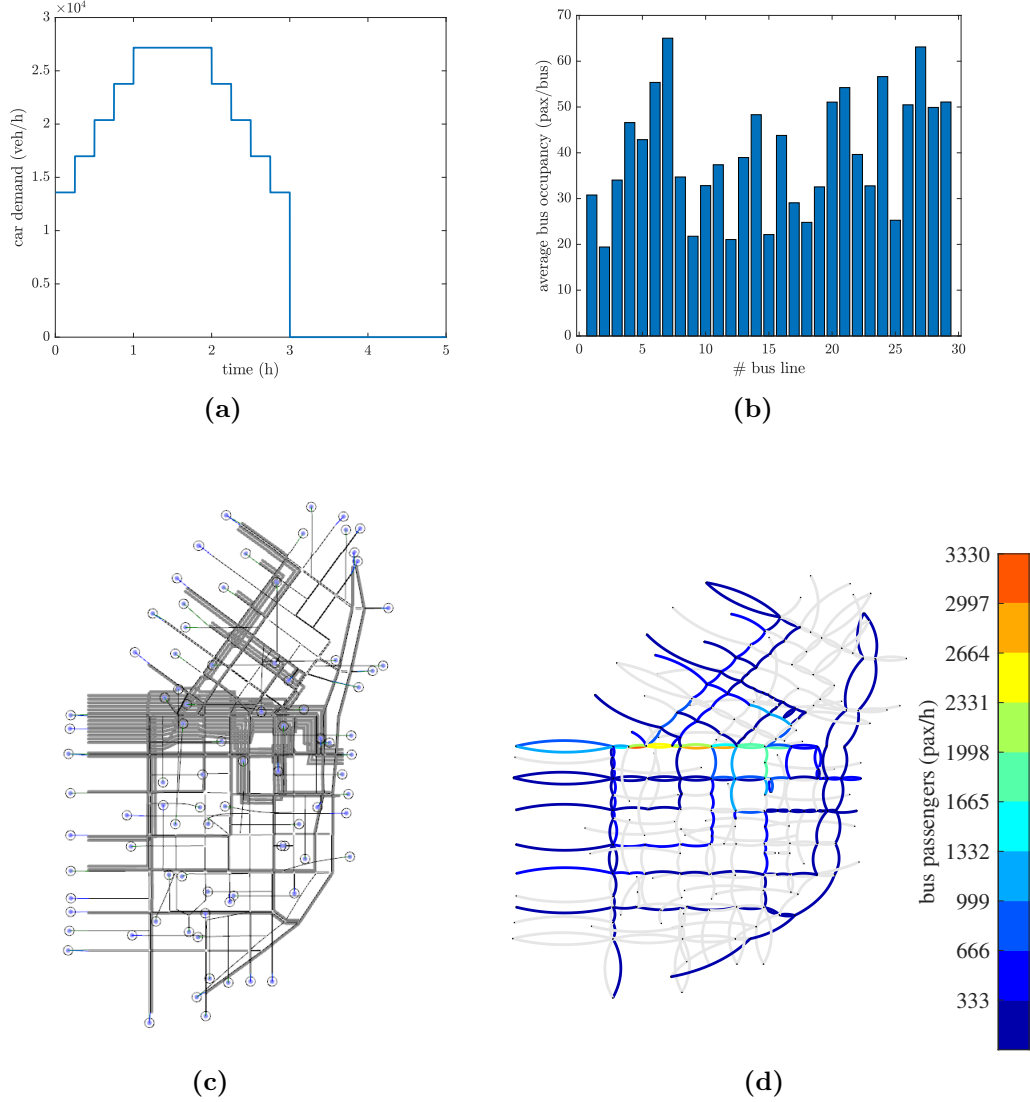 ×10⁴
3
2.5
2
1.5
1
0.5
0
0 1 2 3 4 5
car demand (veh/h)
time (h)
(a)
70
60
50
40
30
20
10
0
0 5 10 15 20 25 30
average bus occupancy (pax/bus)
# bus line
(b)
(c)
3330
2997
2664
2331
1998
1665
1332
999
666
333
bus passengers (pax/h)
(d)